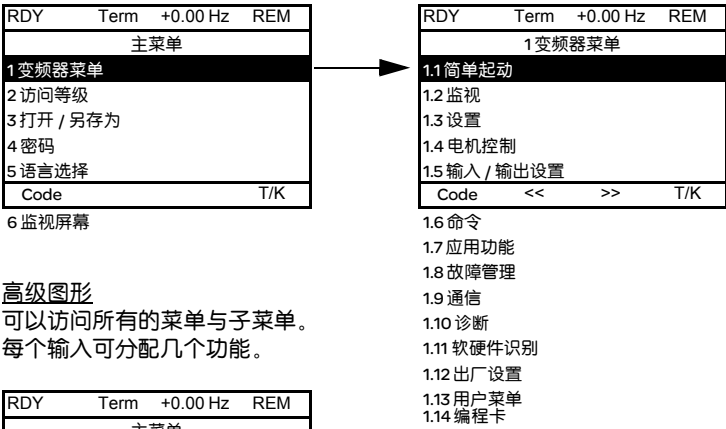 RDY Term +0.00 Hz REM
主菜单
1 变频器菜单
2 访问等级
3 打开 / 另存为
4 密码
5 语言选择
Code T/K
6 监视屏幕
RDY Term +0.00 Hz REM
1 变频器菜单
1.1 简单起动
1.2 监视
1.3 设置
1.4 电机控制
1.5 输入 / 输出设置
Code << >> T/K
1.6 命令
1.7 应用功能
1.8 故障管理
1.9 通信
1.10 诊断
1.11 软硬件识别
1.12 出厂设置
1.13 用户菜单
1.14 编程卡
高级图形
可以访问所有的菜单与子菜单。
每个输入可分配几个功能。
RDY Term +0.00 Hz REM
主菜单